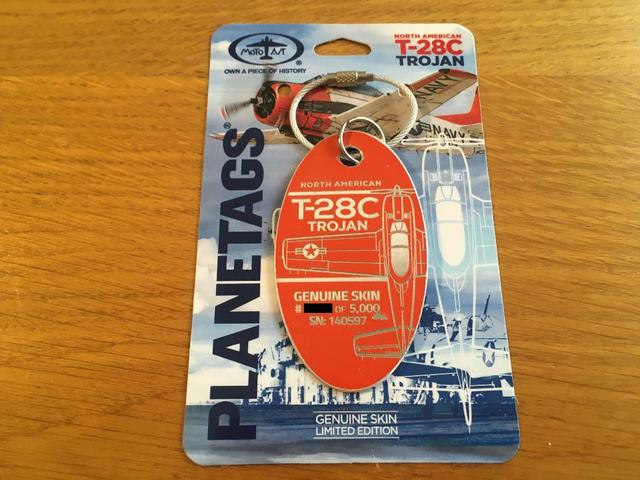 MotoArt
®
OWN A PIECE OF HISTORY
NORTH AMERICAN
T-28C
TROJAN
NAVY
NAVY
PLANETAGS®
NORTH AMERICAN
T-28C
TROJAN
GENUINE SKIN
# OF 5,000
SN: 140597
GENUINE SKIN
LIMITED EDITION